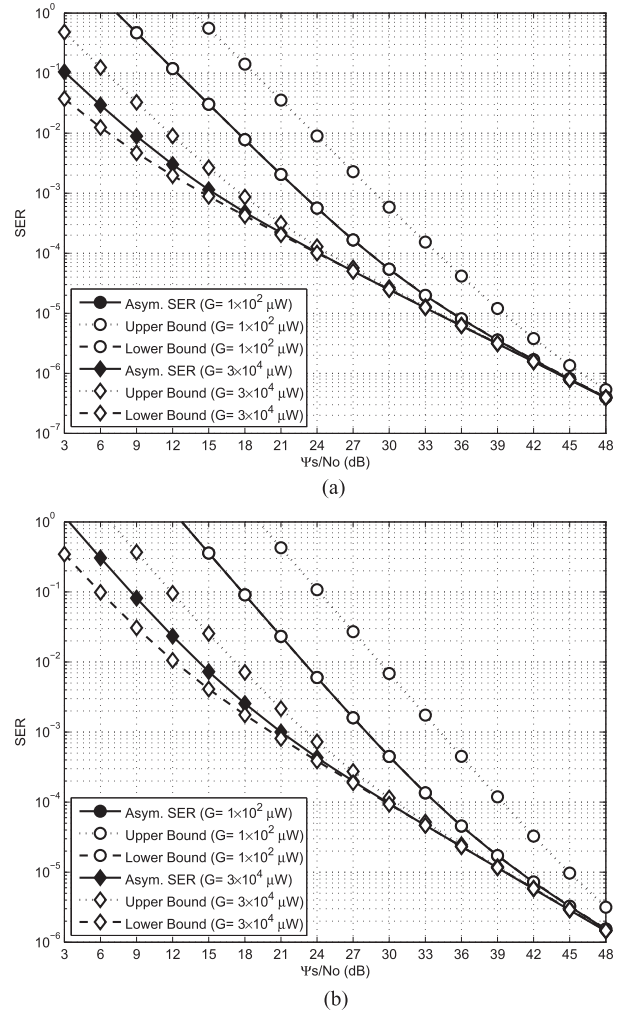 10^0
10^-1
10^-2
10^-3
10^-4
10^-5
10^-6
10^-7
SER
Asym. SER (G= 1×10^2 μW)
Upper Bound (G= 1×10^2 μW)
Lower Bound (G= 1×10^2 μW)
Asym. SER (G= 3×10^4 μW)
Upper Bound (G= 3×10^4 μW)
Lower Bound (G= 3×10^4 μW)
3 6 9 12 15 18 21 24 27 30 33 36 39 42 45 48
Ψs/No (dB)
(a)
10^0
10^-1
10^-2
10^-3
10^-4
10^-5
10^-6
SER
Asym. SER (G= 1×10^2 μW)
Upper Bound (G= 1×10^2 μW)
Lower Bound (G= 1×10^2 μW)
Asym. SER (G= 3×10^4 μW)
Upper Bound (G= 3×10^4 μW)
Lower Bound (G= 3×10^4 μW)
3 6 9 12 15 18 21 24 27 30 33 36 39 42 45 48
Ψs/No (dB)
(b)